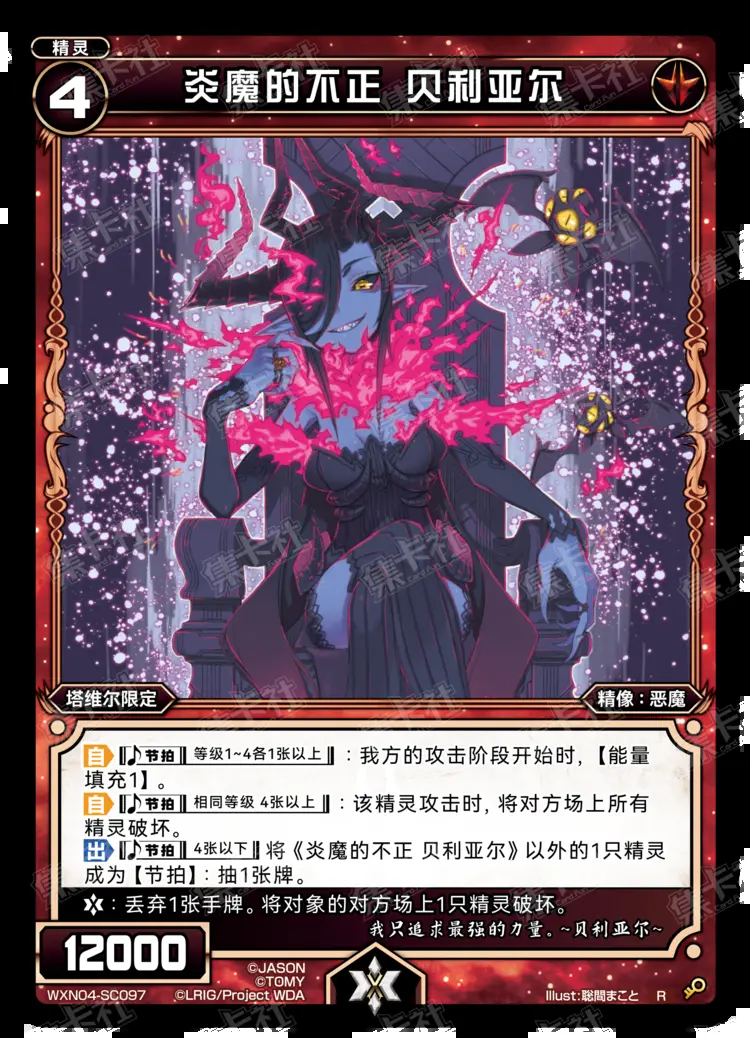 精灵
4
炎魔的不正 贝利亚尔
塔维尔限定
精像：恶魔
自 ♪节拍 等级1~4各1张以上：我方的攻击阶段开始时，【能量
填充1】。
自 ♪节拍 相同等级 4张以上：该精灵攻击时，将对方场上所有
精灵破坏。
出 ♪节拍 4张以下 将《炎魔的不正 贝利亚尔》以外的1只精灵
成为【节拍】：抽1张牌。
：丢弃1张手牌。将对象的对方场上1只精灵破坏。
我只追求最强的力量。~贝利亚尔~
12000
©JASON
©TOMY
WXN04-SC097 ©LRIG/Project WDA
Illust:聡間まこと R
集卡社